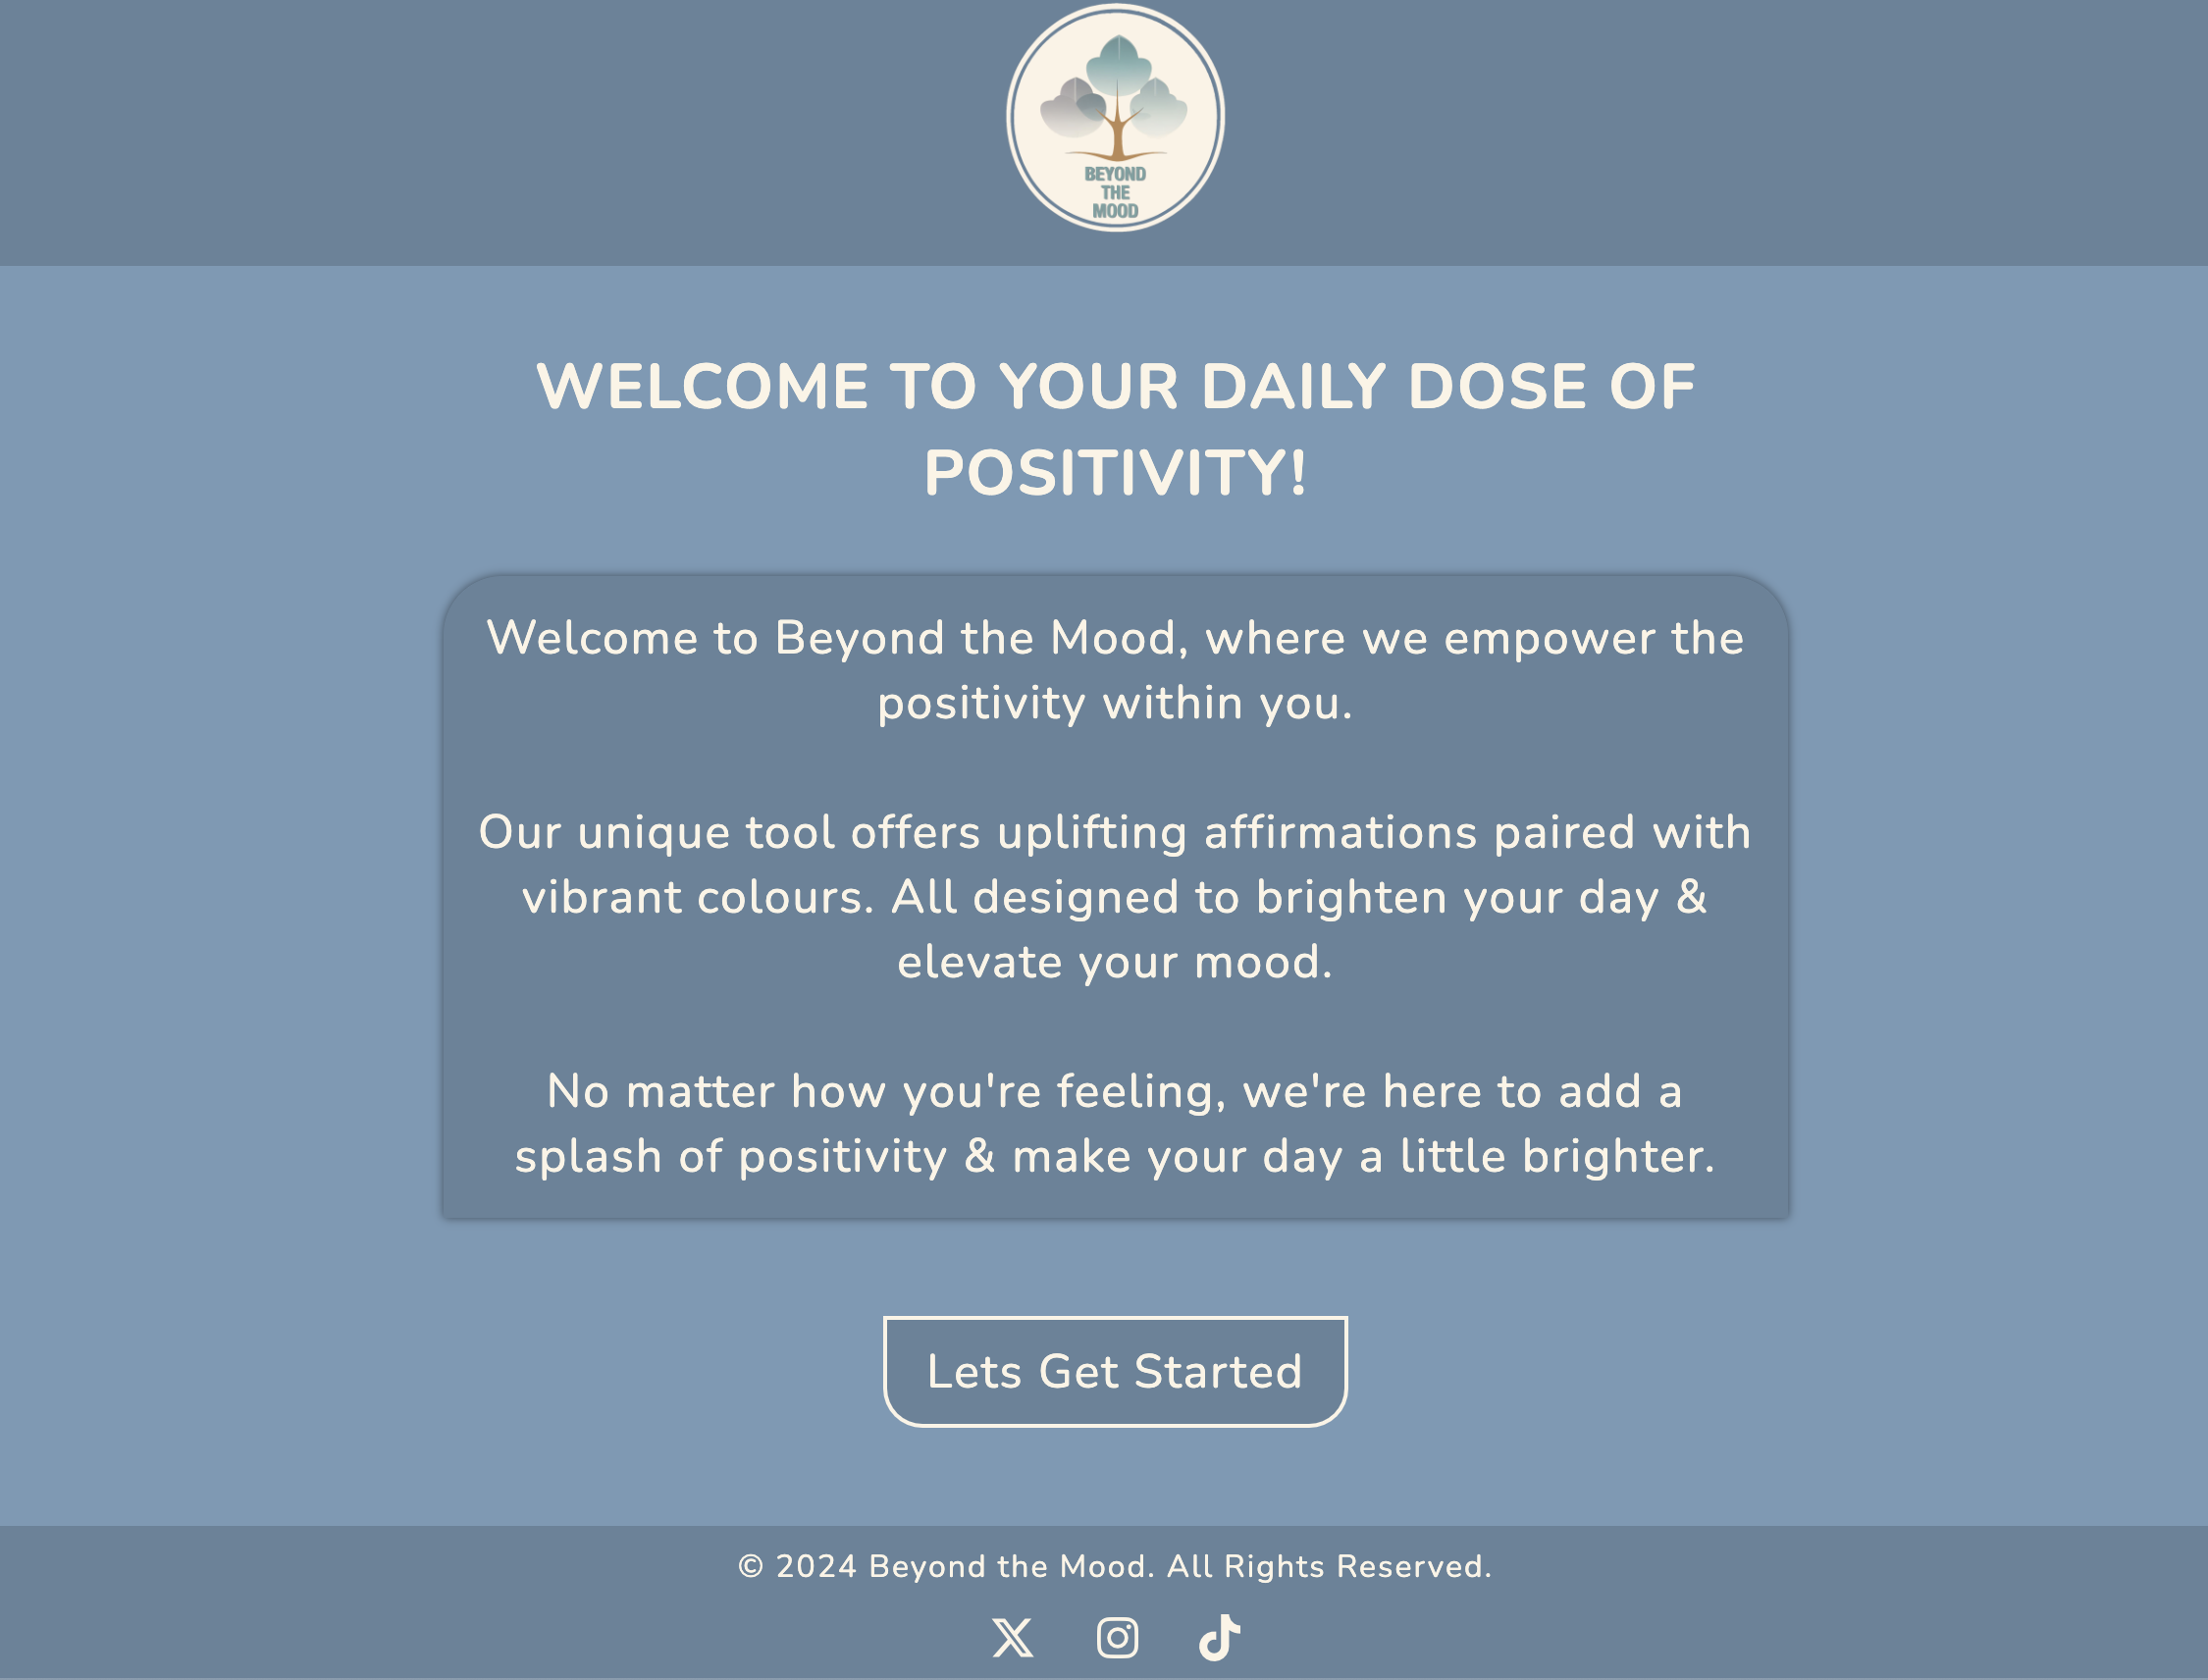 BEYOND
THE
MOOD
WELCOME TO YOUR DAILY DOSE OF
POSITIVITY!
Welcome to Beyond the Mood, where we empower the
positivity within you.
Our unique tool offers uplifting affirmations paired with
vibrant colours. All designed to brighten your day &
elevate your mood.
No matter how you're feeling, we're here to add a
splash of positivity & make your day a little brighter.
Lets Get Started
© 2024 Beyond the Mood. All Rights Reserved.